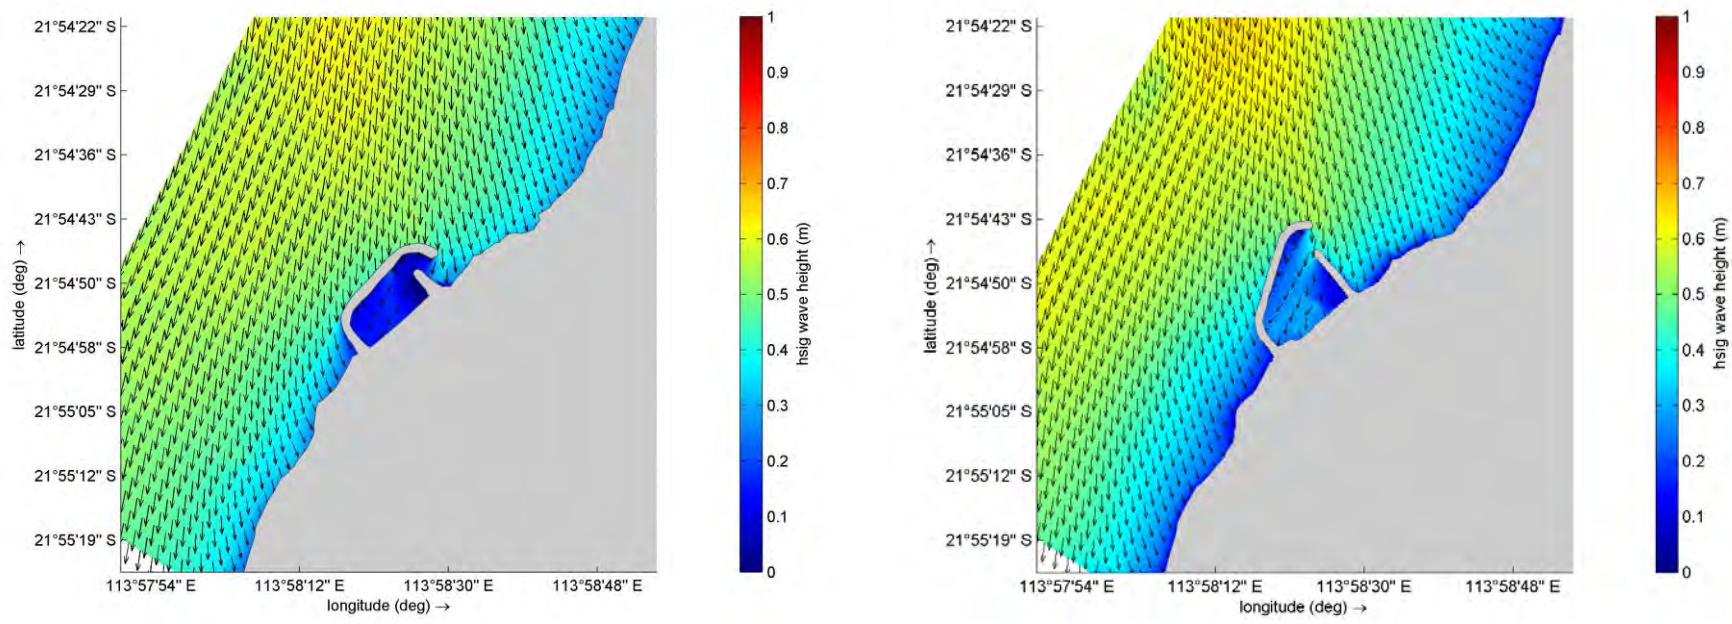 21°54'22" S
21°54'29" S
21°54'36" S
21°54'43" S
21°54'50" S
21°54'58" S
21°55'05" S
21°55'12" S
21°55'19" S
latitude (deg) →
113°57'54" E 113°58'12" E 113°58'30" E 113°58'48" E
longitude (deg) →
1
0.9
0.8
0.7
0.6
0.5
0.4
0.3
0.2
0.1
0
hsig wave height (m)
21°54'22" S
21°54'29" S
21°54'36" S
21°54'43" S
21°54'50" S
21°54'58" S
21°55'05" S
21°55'12" S
21°55'19" S
latitude (deg) →
113°57'54" E 113°58'12" E 113°58'30" E 113°58'48" E
longitude (deg) →
1
0.9
0.8
0.7
0.6
0.5
0.4
0.3
0.2
0.1
0
hsig wave height (m)